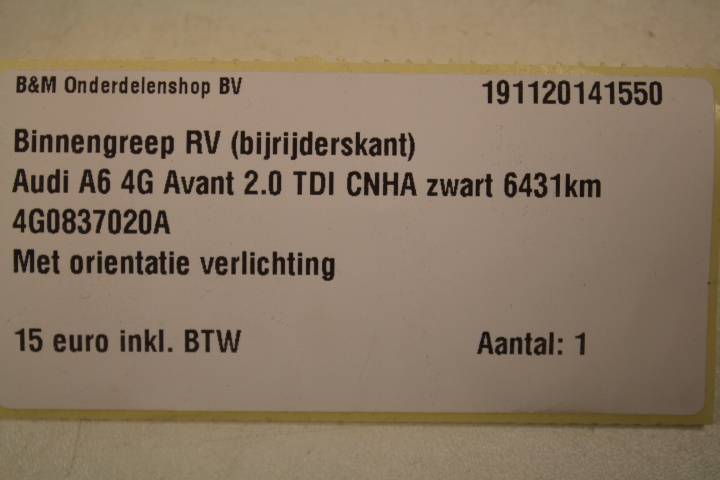 B&M Onderdelenshop BV 191120141550
Binnengreep RV (bijrijderskant)
Audi A6 4G Avant 2.0 TDI CNHA zwart 6431km
4G0837020A
Met orientatie verlichting
15 euro inkl. BTW Aantal: 1